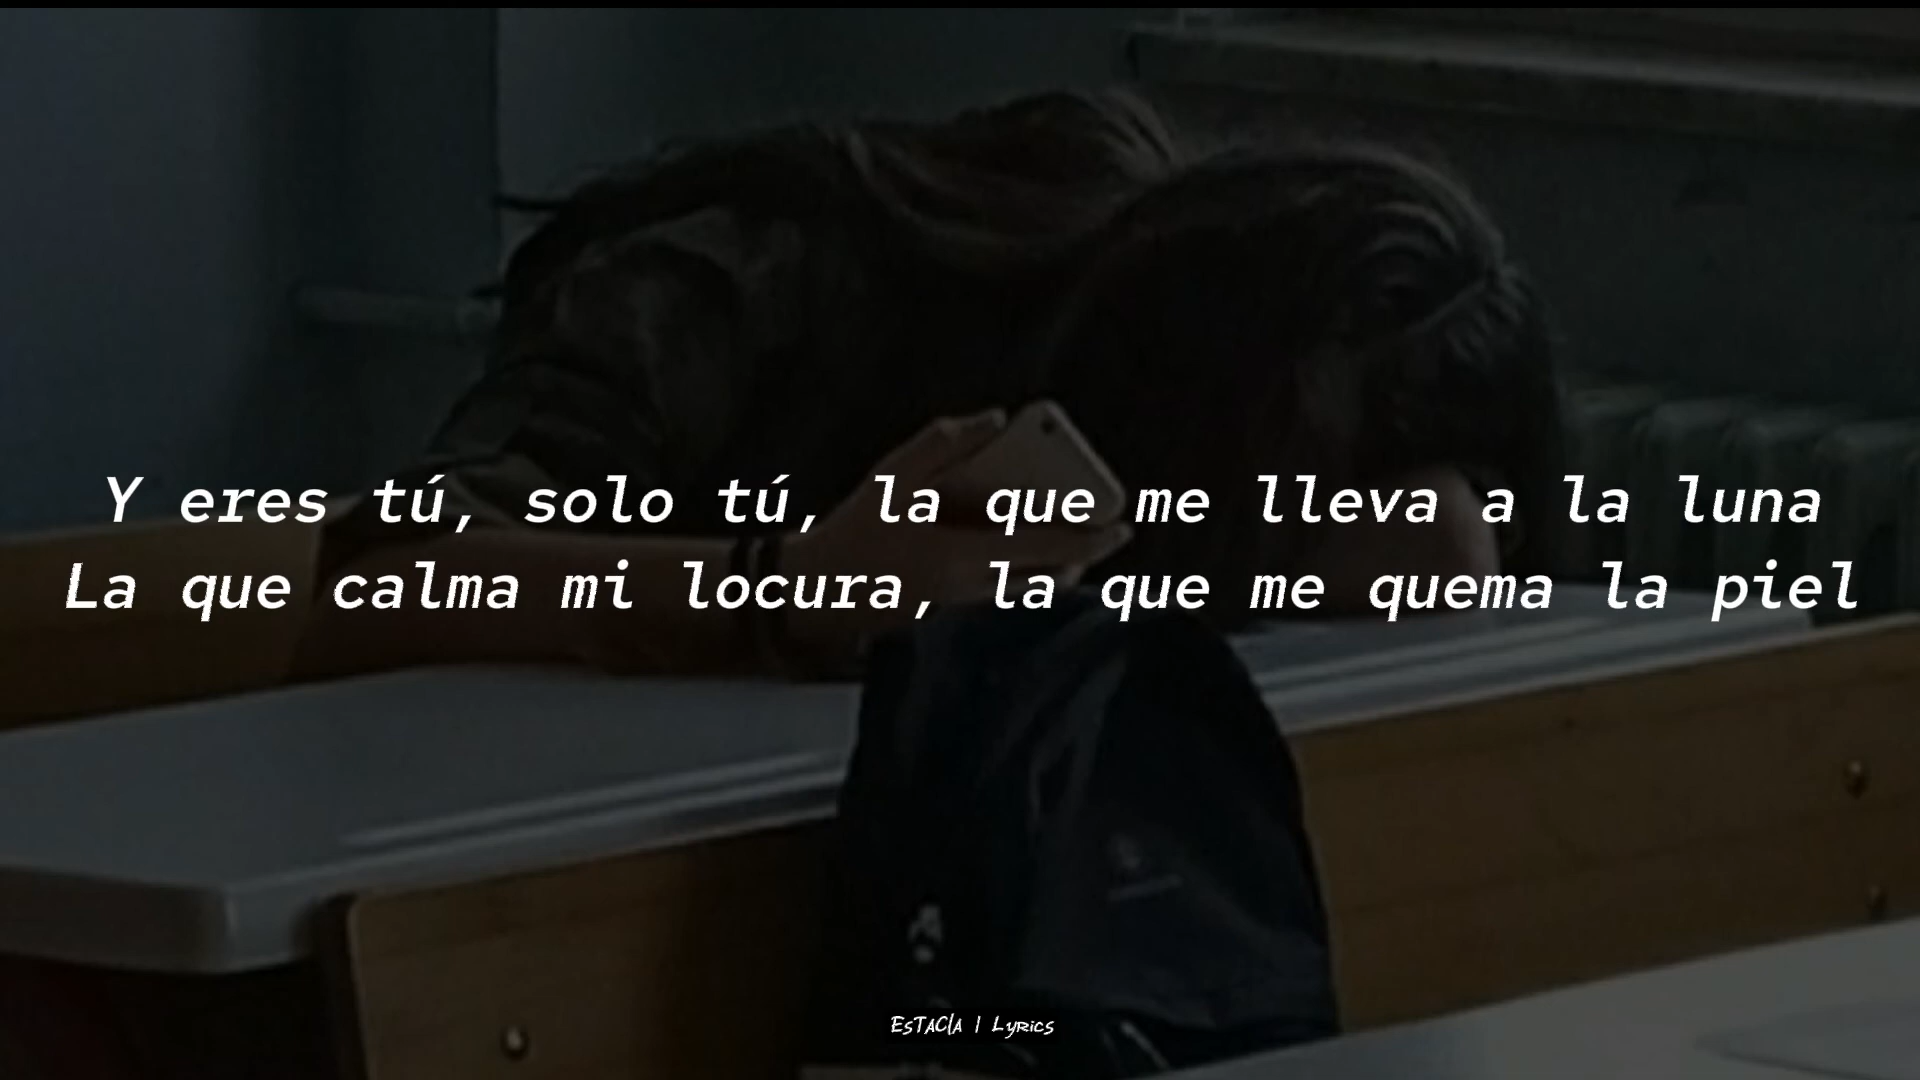 Y eres tú, solo tú, la que me lleva a la luna
La que calma mi locura, la que me quema la piel
EsTACIA | Lyrics